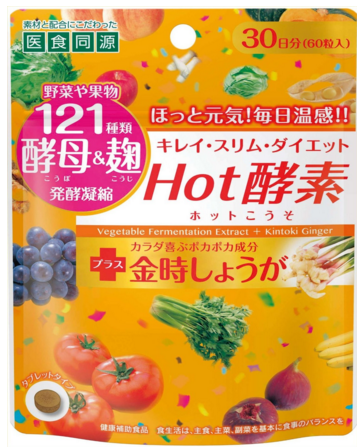 素材と配合にこだわった
医食同源
30日分(60粒入)
野菜や果物
121種類
酵母&麹
こうぼ こうじ
発酵凝縮
ほっと元気!毎日温感!!
キレイ・スリム・ダイエット
Hot酵素
ホットこうそ
Vegetable Fermentation Extract + Kintoki Ginger
カラダ喜ぶポカポカ成分
プラス 金時しょうが
タブレットタイプ
健康補助食品 食生活は、主食、主菜、副菜を基本に食事のバランスを